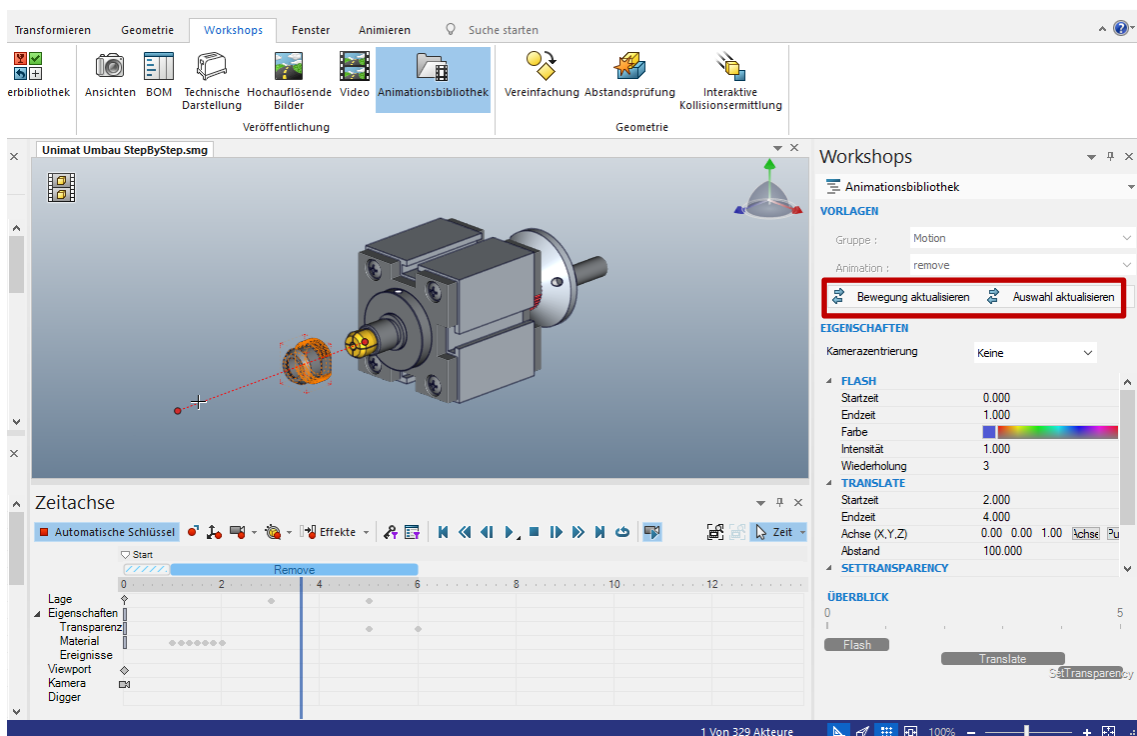 Transformieren Geometrie Workshops Fenster Animieren Suche starten
erbibliothek Ansichten BOM Technische Darstellung Hochauflösende Bilder Video Animationsbibliothek Vereinfachung Abstandsprüfung Interaktive Kollisionsermittlung
Veröffentlichung Geometrie
Unimat Umbau StepByStep.smg
Workshops
Animationsbibliothek
VORLAGEN
Gruppe : Motion
Animation : remove
Bewegung aktualisieren Auswahl aktualisieren
EIGENSCHAFTEN
Kamerazentrierung Keine
FLASH
Startzeit 0.000
Endzeit 1.000
Farbe
Intensität 1.000
Wiederholung 3
TRANSLATE
Startzeit 2.000
Endzeit 4.000
Achse (X,Y,Z) 0.00 0.00 1.00 Achse Pu
Abstand 100.000
SETTRANSPARENCY
ÜBERBLICK
0 5
Flash
Translate
SetTransparency
Zeitachse
Automatische Schlüssel Effekte Zeit
Start
Remove
0 2 4 6 8 10 12
Lage
Eigenschaften
Transparenz
Material
Ereignisse
Viewport
Kamera
Digger
1 Von 329 Akteure 100%